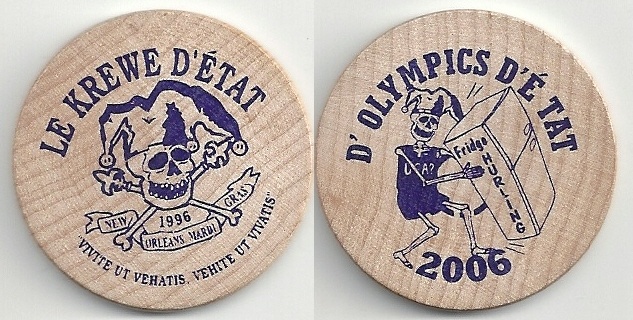 LE KREWE D'ÉTAT
1996
NEW ORLEANS MARDI GRAS
"VIVITE UT VEHATIS, VEHITE UT VIVATIS"
D' OLYMPICS D'É TAT
USA?
Fridge
HURLING
2006